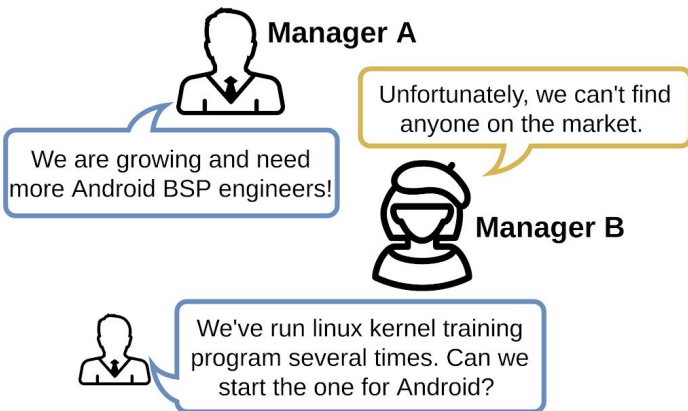 Manager A
We are growing and need
more Android BSP engineers!
Unfortunately, we can't find
anyone on the market.
Manager B
We've run linux kernel training
program several times. Can we
start the one for Android?